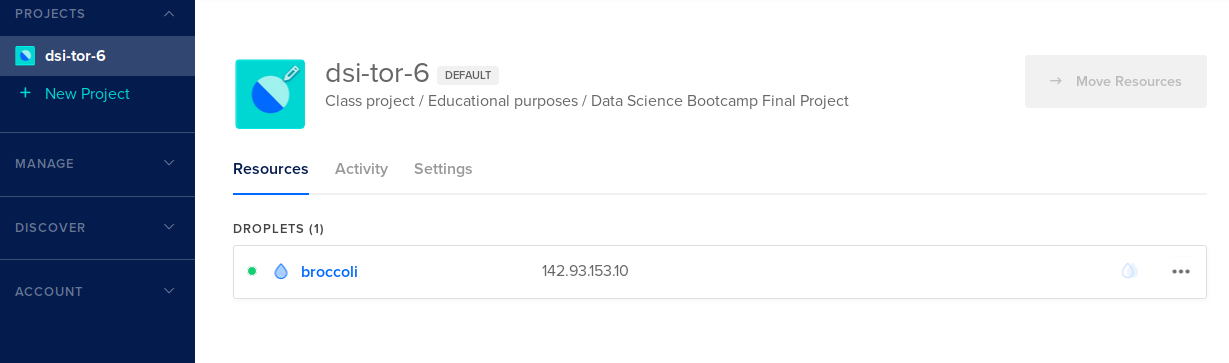 PROJECTS
dsi-tor-6
New Project
MANAGE
DISCOVER
ACCOUNT
dsi-tor-6 DEFAULT
Class project / Educational purposes / Data Science Bootcamp Final Project
Move Resources
Resources Activity Settings
DROPLETS (1)
broccoli 142.93.153.10